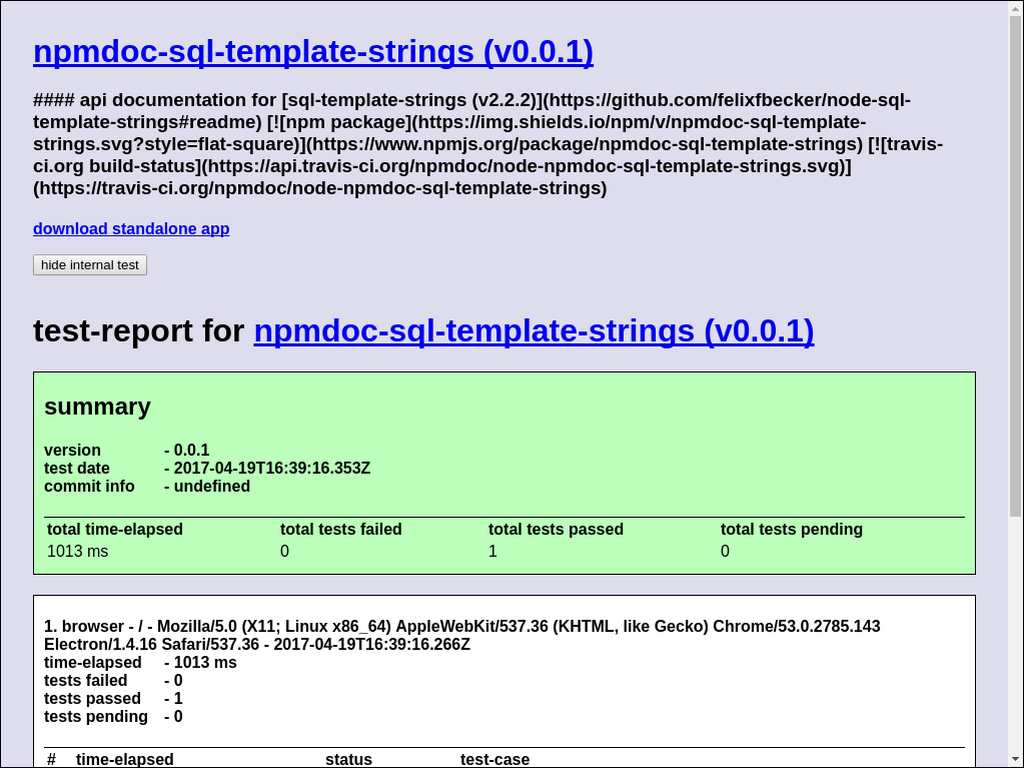 npmdoc-sql-template-strings (v0.0.1)
#### api documentation for [sql-template-strings (v2.2.2)](https://github.com/felixfbecker/node-sql-
template-strings#readme) [![npm package](https://img.shields.io/npm/v/npmdoc-sql-template-
strings.svg?style=flat-square)](https://www.npmjs.org/package/npmdoc-sql-template-strings) [![travis-
ci.org build-status](https://api.travis-ci.org/npmdoc/node-npmdoc-sql-template-strings.svg)]
(https://travis-ci.org/npmdoc/node-npmdoc-sql-template-strings)
download standalone app
hide internal test
test-report for npmdoc-sql-template-strings (v0.0.1)
summary
version - 0.0.1
test date - 2017-04-19T16:39:16.353Z
commit info - undefined
total time-elapsed total tests failed total tests passed total tests pending
1013 ms 0 1 0
1. browser - / - Mozilla/5.0 (X11; Linux x86_64) AppleWebKit/537.36 (KHTML, like Gecko) Chrome/53.0.2785.143
Electron/1.4.16 Safari/537.36 - 2017-04-19T16:39:16.266Z
time-elapsed - 1013 ms
tests failed - 0
tests passed - 1
tests pending - 0
# time-elapsed status test-case